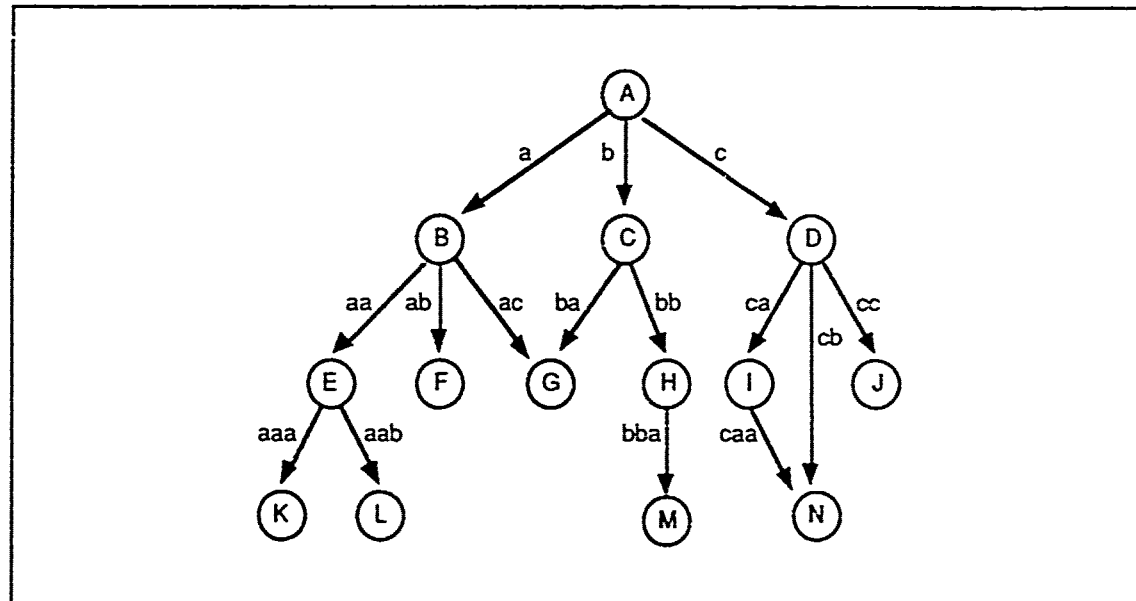 A
a b c
B C D
aa ab ac ba bb ca cb cc
E F G H I J
aaa aab bba caa
K L M N